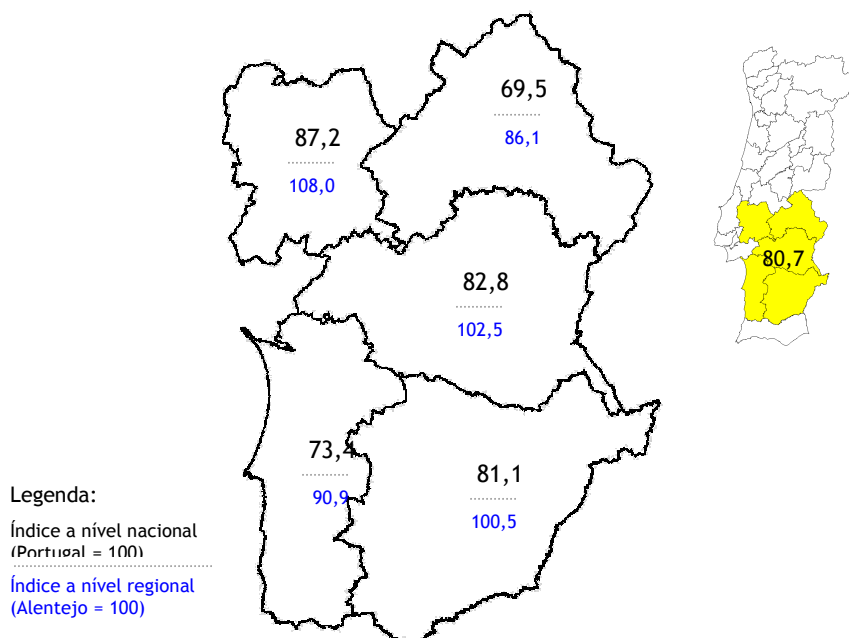 69,5
86,1
87,2
108,0
82,8
102,5
80,7
73,4
90,9
81,1
100,5
Legenda:
Índice a nível nacional
(Portugal = 100)
Índice a nível regional
(Alentejo = 100)